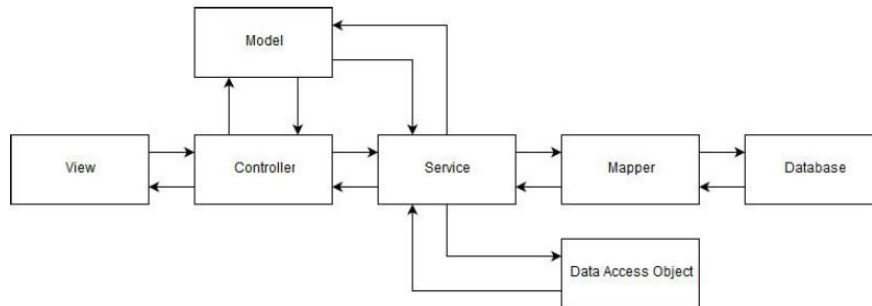 Model
View
Controller
Service
Mapper
Database
Data Access Object